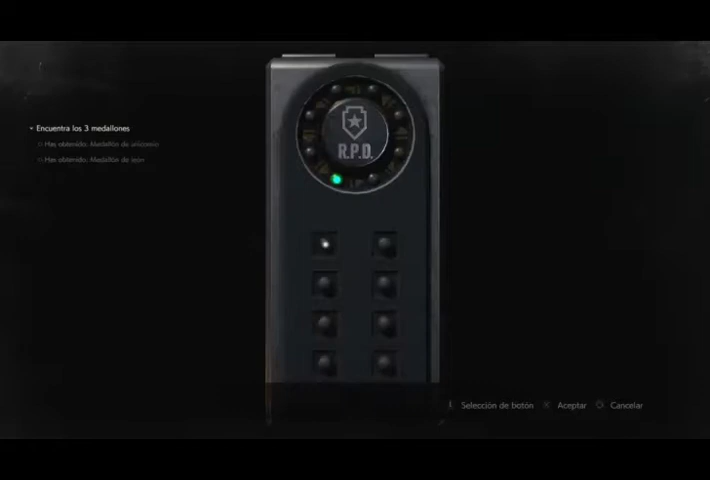 Encuentra los 3 medallones
Has obtenido: Medallón de unicornio
Has obtenido: Medallón de león
R.P.D.
Selección de botón
Aceptar
Cancelar